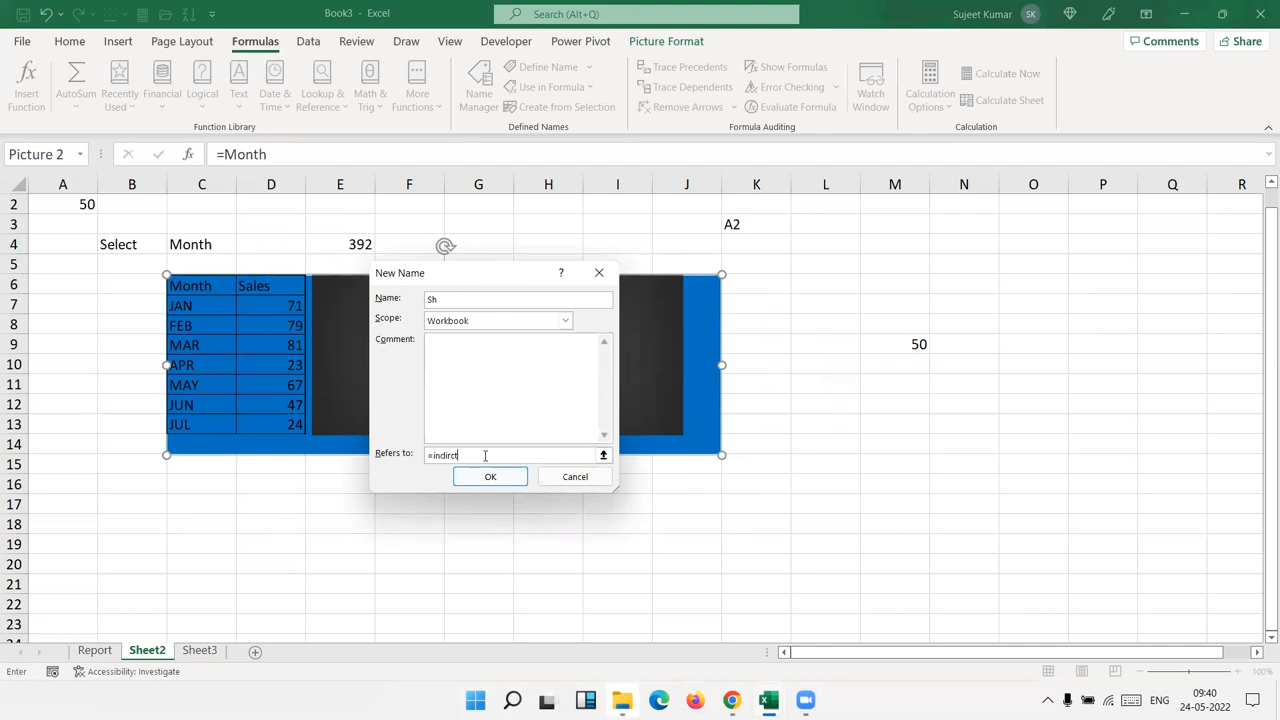 Book3 - Excel
Search (Alt+Q)
Sujeet Kumar
SK
File
Home
Insert
Page Layout
Formulas
Data
Review
View
Developer
Power Pivot
Picture Format
Comments
Share
Insert Function
AutoSum
Recently Used
Financial
Logical
Text
Date & Time
Lookup & Reference
Math & Trig
More Functions
Function Library
Name Manager
Define Name
Use in Formula
Create from Selection
Defined Names
Trace Precedents
Trace Dependents
Remove Arrows
Show Formulas
Error Checking
Evaluate Formula
Formula Auditing
Watch Window
Calculation Options
Calculate Now
Calculate Sheet
Calculation
Picture 2
fx
=Month
A B C D E F G H I J K L M N O P Q R
2 50
3 A2
4 Select Month 392
5
6 Month Sales
7 JAN 71
8 FEB 79
9 MAR 81 50
10 APR 23
11 MAY 67
12 JUN 47
13 JUL 24
14
15
16
17
18
19
20
21
22
23
24
New Name
?
Name: Sh
Scope: Workbook
Comment:
Refers to: =indirct
OK
Cancel
Report
Sheet2
Sheet3
Enter
Accessibility: Investigate
100%
ENG
09:40
24-05-2022